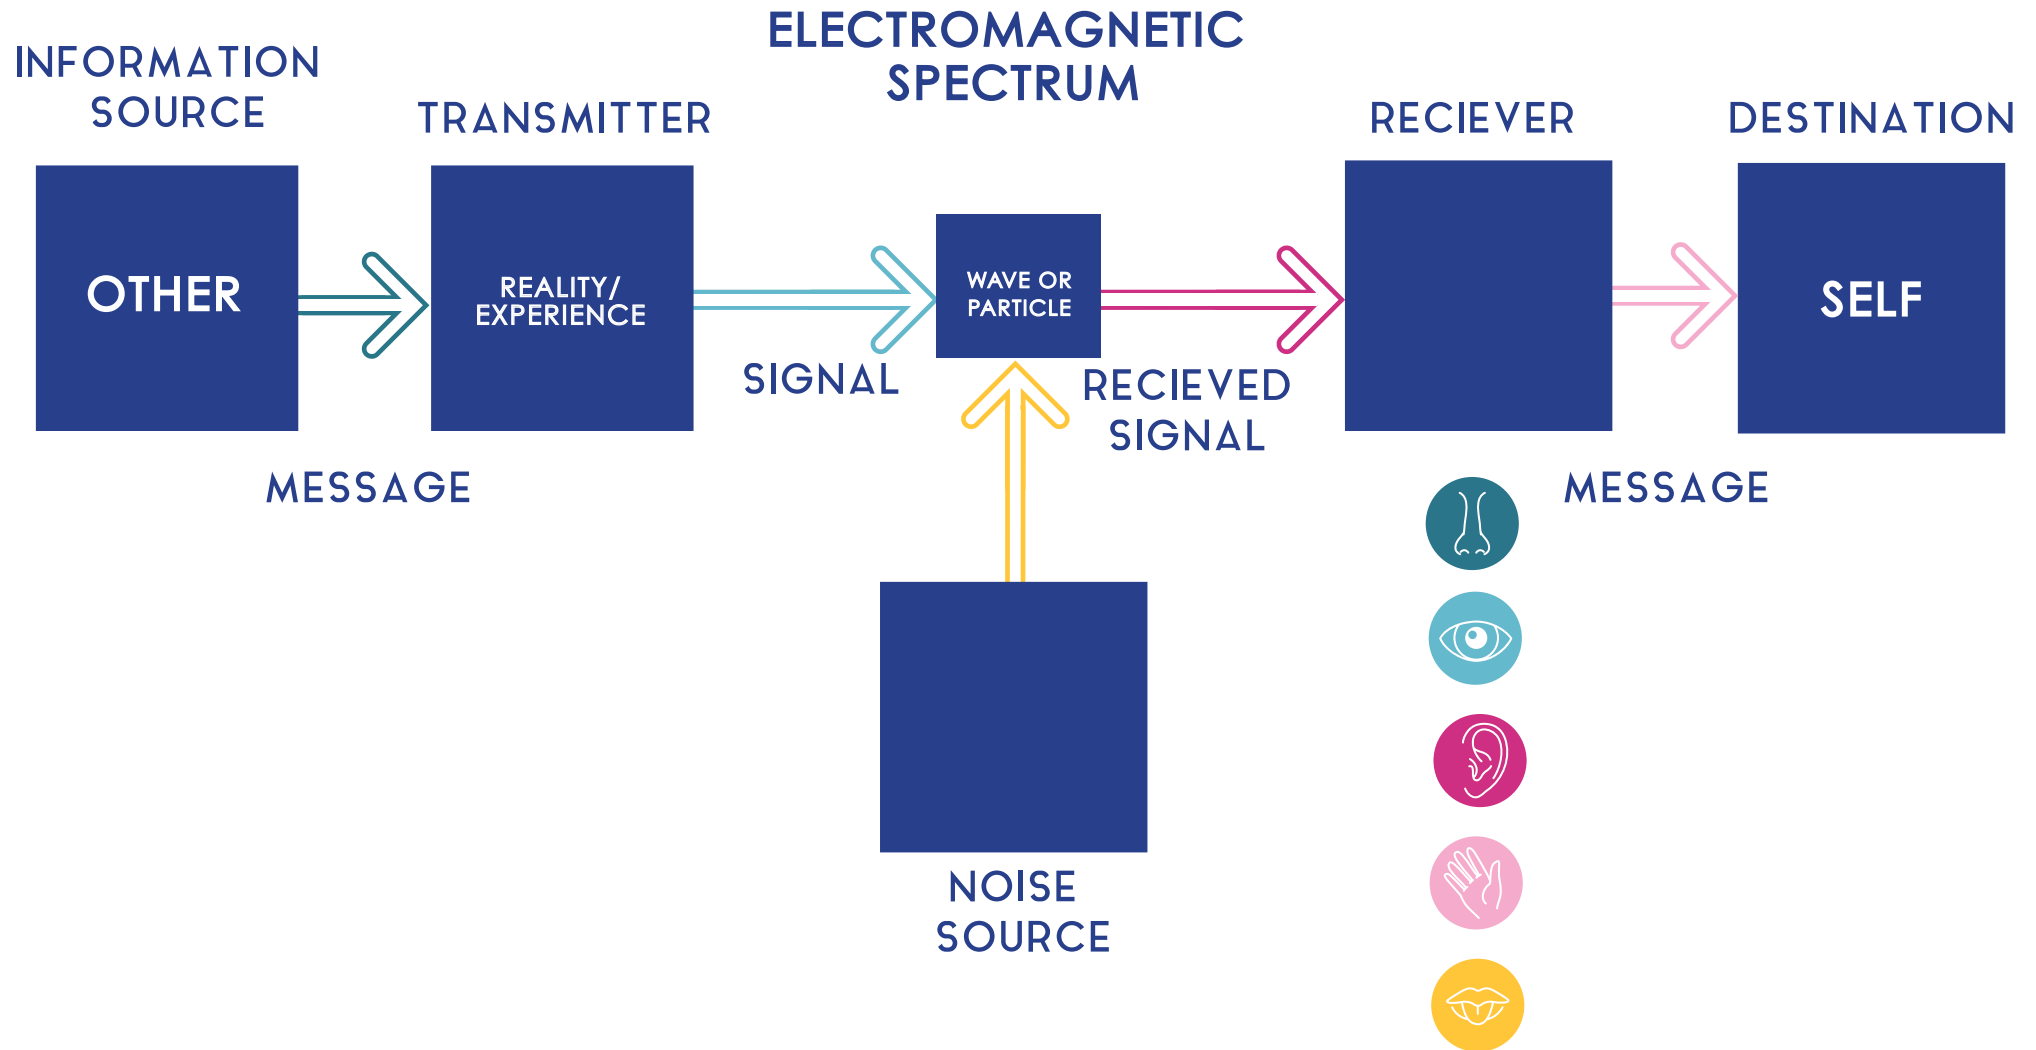 ELECTROMAGNETIC
SPECTRUM
INFORMATION
SOURCE
TRANSMITTER
RECIEVER
DESTINATION
OTHER
REALITY/
EXPERIENCE
WAVE OR
PARTICLE
SELF
SIGNAL
RECIEVED
SIGNAL
MESSAGE
MESSAGE
NOISE
SOURCE